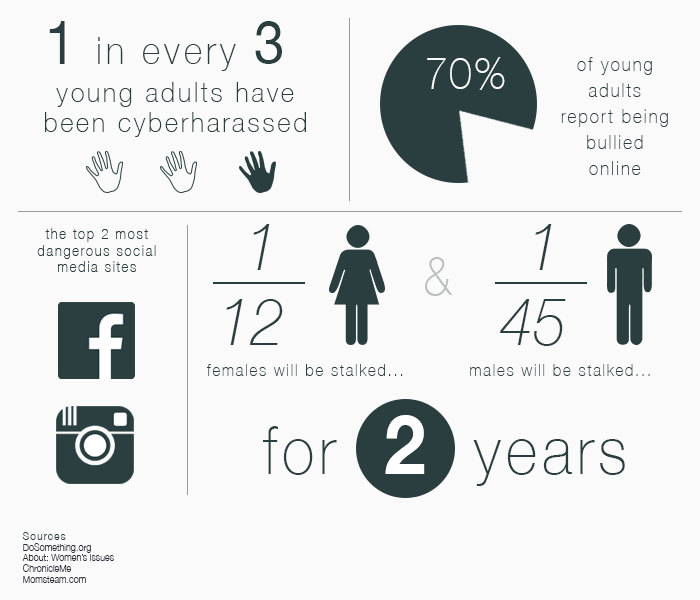 1 in every 3
young adults have
been cyberharassed
70%
of young
adults
report being
bullied
online
the top 2 most
dangerous social
media sites
f
1
12
females will be stalked...
&
1
45
males will be stalked...
for 2 years
Sources
DoSomething.org
About: Women's Issues
ChronicleMe
Momsteam.com